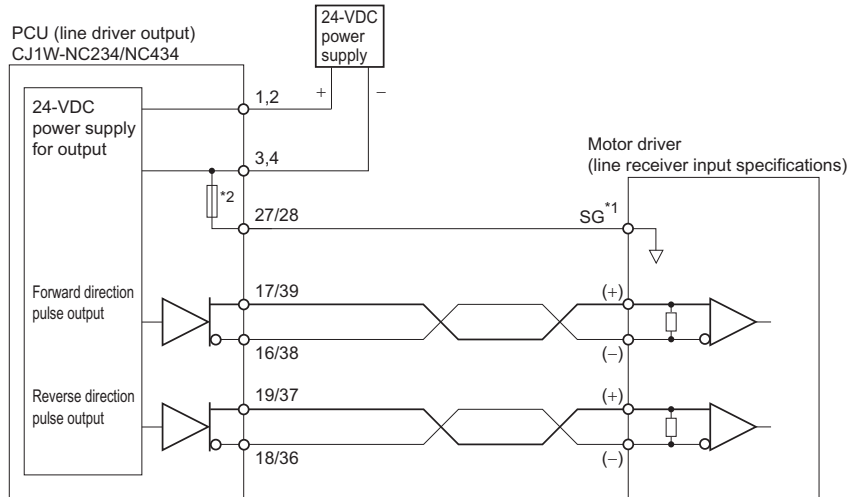 PCU (line driver output)
CJ1W-NC234/NC434
24-VDC
power
supply
24-VDC
power supply
for output
1,2
+
−
3,4
*2
27/28
Motor driver
(line receiver input specifications)
SG*1
Forward direction
pulse output
17/39
(+)
16/38
(−)
Reverse direction
pulse output
19/37
(+)
18/36
(−)